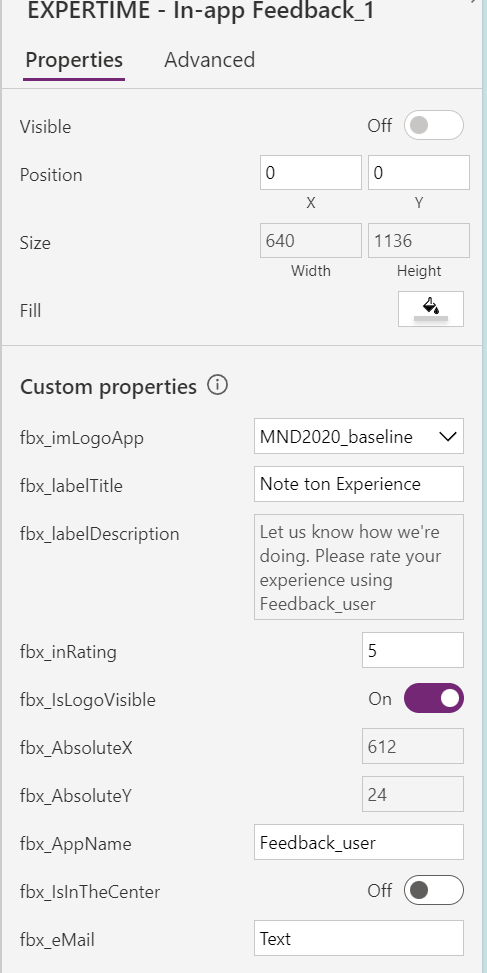 EXPERTIME - In-app Feedback_1
Properties Advanced
Visible Off
Position 0 0
X Y
Size 640 1136
Width Height
Fill
Custom properties
fbx_imLogoApp MND2020_baseline
fbx_labelTitle Note ton Experience
fbx_labelDescription Let us know how we're
doing. Please rate your
experience using
Feedback_user
fbx_inRating 5
fbx_IsLogoVisible On
fbx_AbsoluteX 612
fbx_AbsoluteY 24
fbx_AppName Feedback_user
fbx_IsInTheCenter Off
fbx_eMail Text